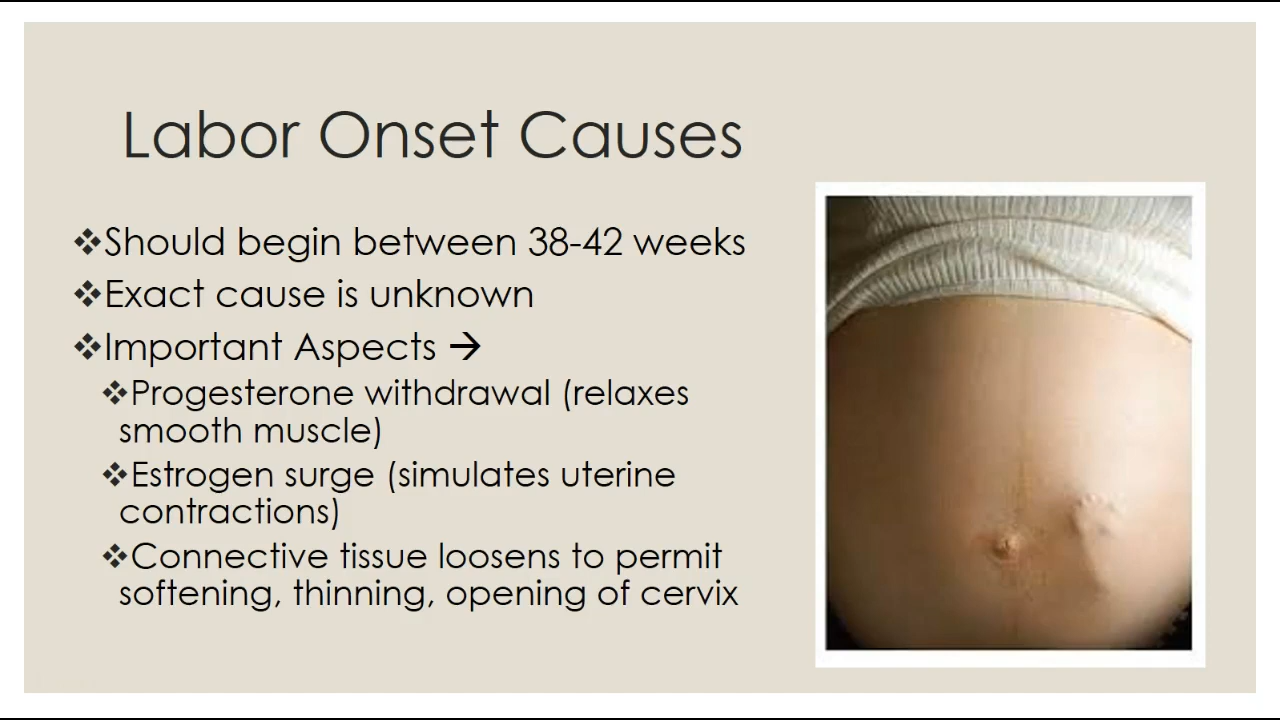 Labor Onset Causes
❖Should begin between 38-42 weeks
❖Exact cause is unknown
❖Important Aspects →
❖Progesterone withdrawal (relaxes
smooth muscle)
❖Estrogen surge (simulates uterine
contractions)
❖Connective tissue loosens to permit
softening, thinning, opening of cervix